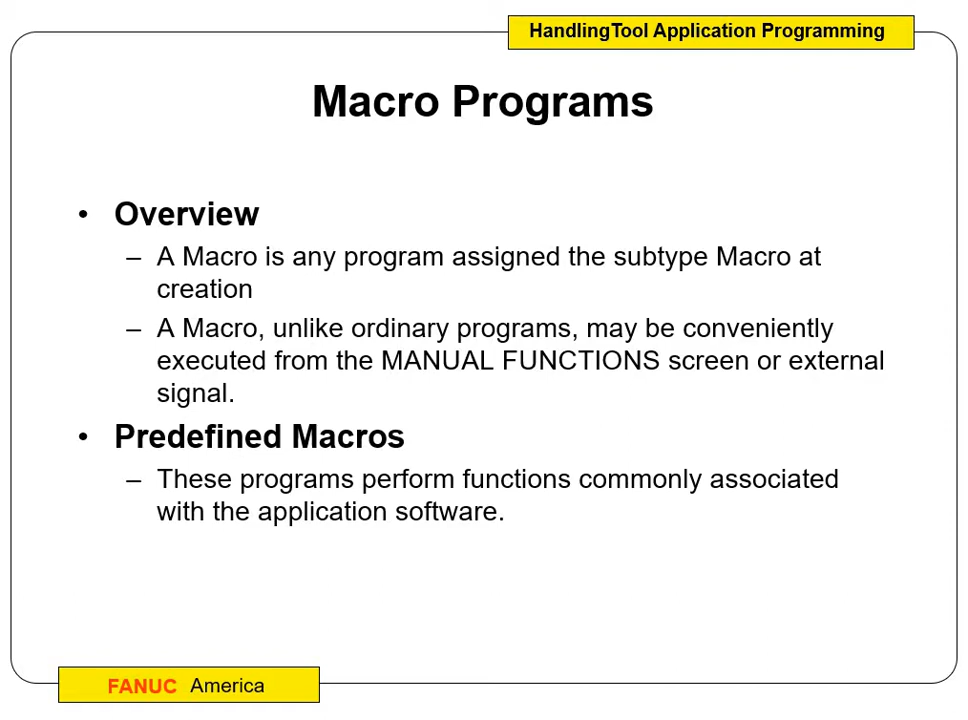 HandlingTool Application Programming
Macro Programs
• Overview
– A Macro is any program assigned the subtype Macro at
creation
– A Macro, unlike ordinary programs, may be conveniently
executed from the MANUAL FUNCTIONS screen or external
signal.
• Predefined Macros
– These programs perform functions commonly associated
with the application software.
FANUC America